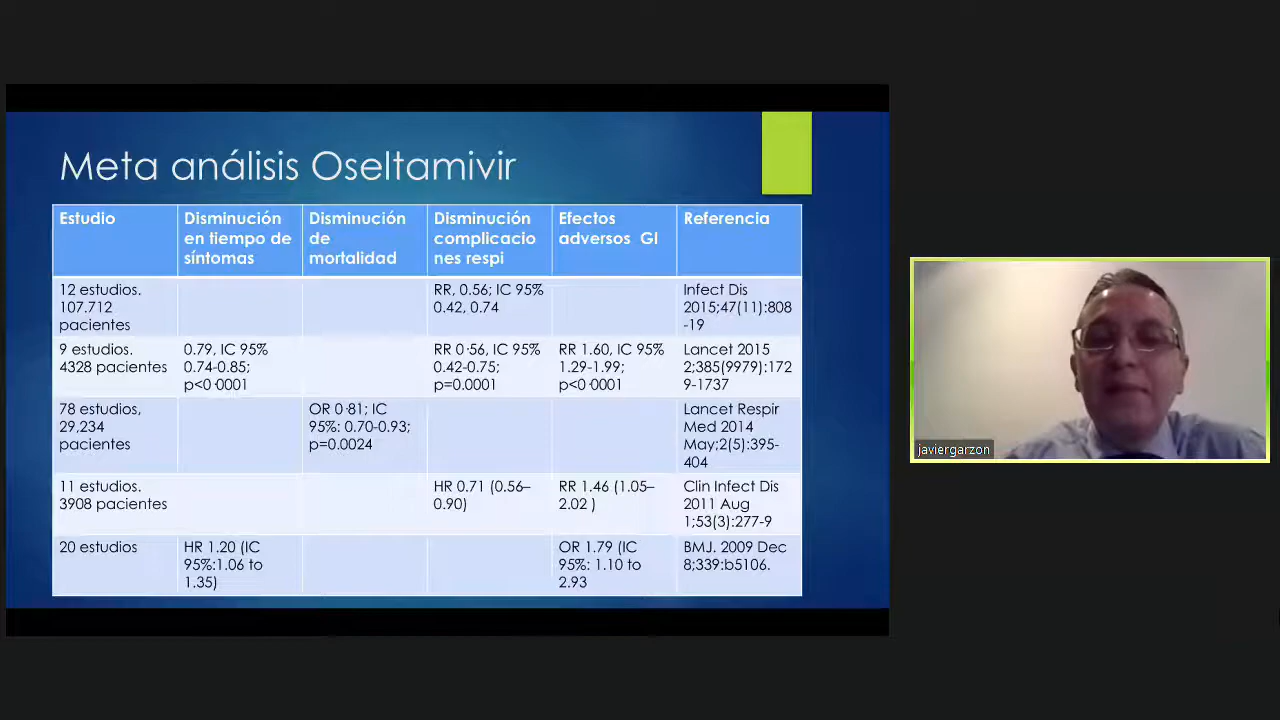 Meta análisis Oseltamivir
Estudio
Disminución
en tiempo de
síntomas
Disminución
de
mortalidad
Disminución
complicacio
nes respi
Efectos
adversos GI
Referencia
12 estudios.
107.712
pacientes
RR, 0.56; IC 95%
0.42, 0.74
Infect Dis
2015;47(11):808
-19
9 estudios.
4328 pacientes
0.79, IC 95%
0.74-0.85;
p<0·0001
RR 0·56, IC 95%
0.42-0.75;
p=0.0001
RR 1.60, IC 95%
1.29-1.99;
p<0·0001
Lancet 2015
2;385(9979):172
9-1737
78 estudios,
29,234
pacientes
OR 0·81; IC
95%: 0.70-0.93;
p=0.0024
Lancet Respir
Med 2014
May;2(5):395-
404
11 estudios.
3908 pacientes
HR 0.71 (0.56–
0.90)
RR 1.46 (1.05–
2.02 )
Clin Infect Dis
2011 Aug
1;53(3):277-9
20 estudios
HR 1.20 (IC
95%:1.06 to
1.35)
OR 1.79 (IC
95%: 1.10 to
2.93
BMJ. 2009 Dec
8;339:b5106.
javiergarzon